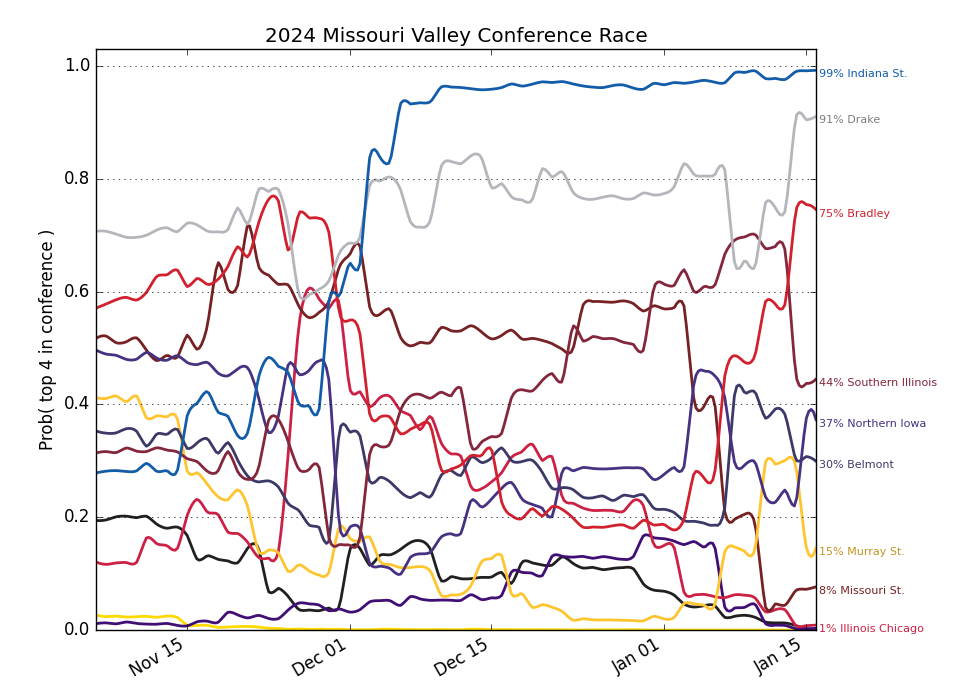 2024 Missouri Valley Conference Race
Prob( top 4 in conference )
1.0
0.8
0.6
0.4
0.2
0.0
Nov 15
Dec 01
Dec 15
Jan 01
Jan 15
99% Indiana St.
91% Drake
75% Bradley
44% Southern Illinois
37% Northern Iowa
30% Belmont
15% Murray St.
8% Missouri St.
1% Illinois Chicago